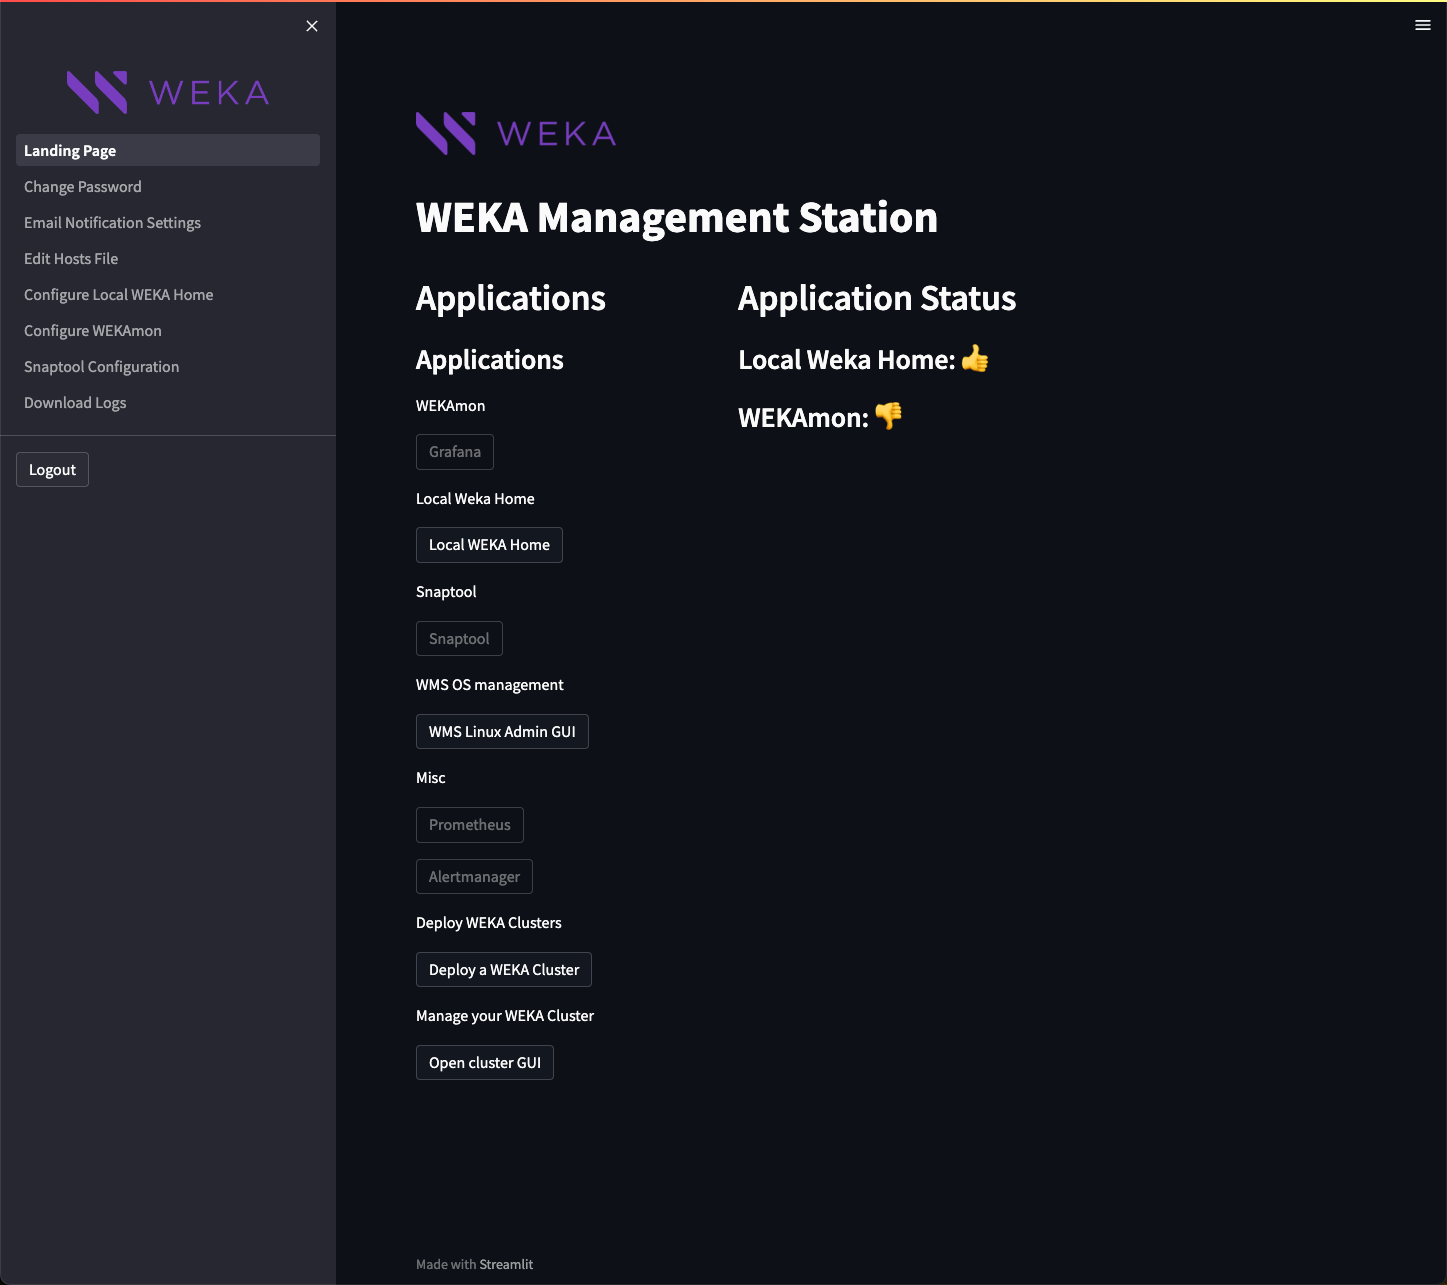 WEKA
Landing Page
Change Password
Email Notification Settings
Edit Hosts File
Configure Local WEKA Home
Configure WEKAmon
Snaptool Configuration
Download Logs
Logout
WEKA
WEKA Management Station
Applications
Applications
WEKAmon
Grafana
Local Weka Home
Local WEKA Home
Snaptool
Snaptool
WMS OS management
WMS Linux Admin GUI
Misc
Prometheus
Alertmanager
Deploy WEKA Clusters
Deploy a WEKA Cluster
Manage your WEKA Cluster
Open cluster GUI
Application Status
Local Weka Home: 👍
WEKAmon: 👎
Made with Streamlit